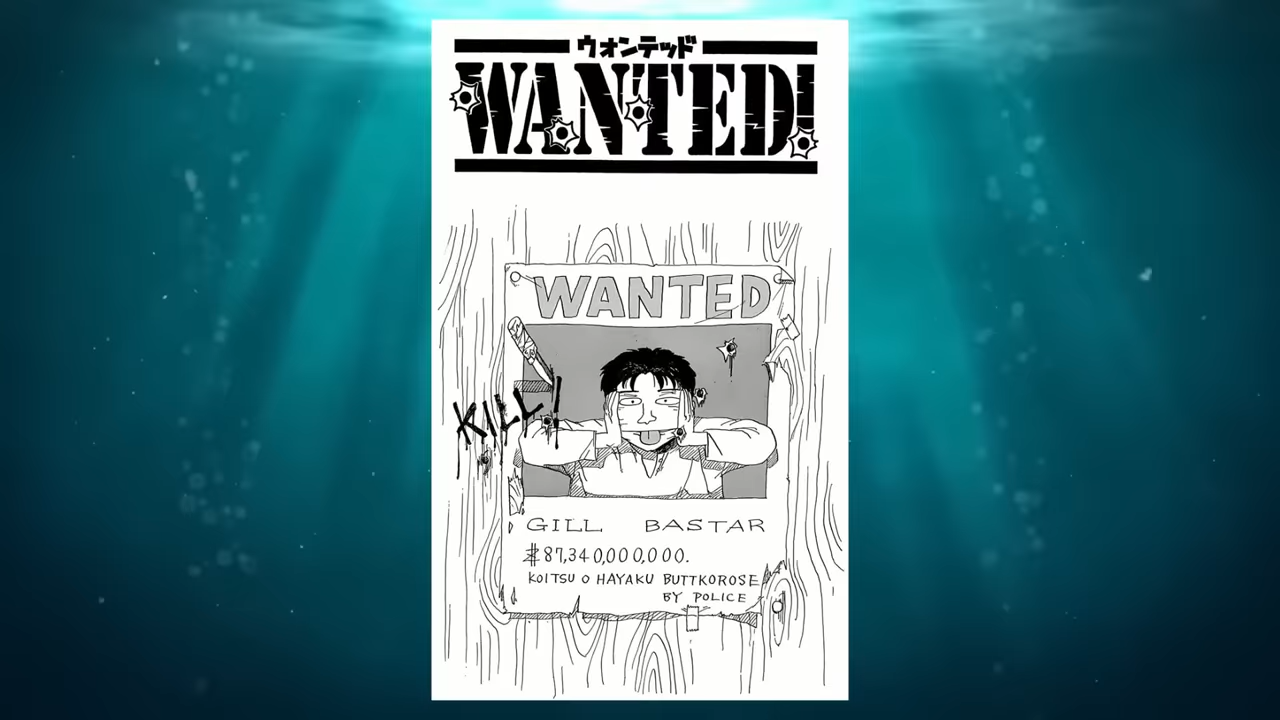 ウォンテッド
WANTED!
WANTED
KILL!
GILL BASTAR
$87,340,000,000.
KOITSU O HAYAKU BUTTKOROSE
BY POLICE